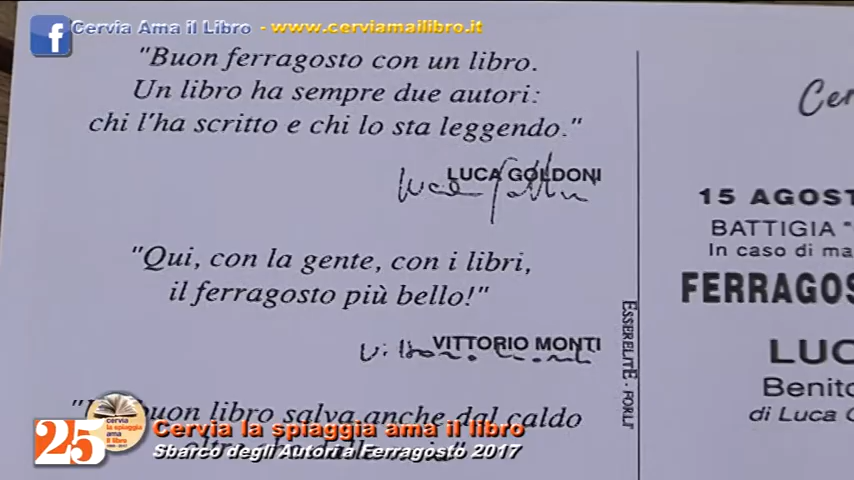 Cervia Ama il Libro - www.cerviamailibro.it
"Buon ferragosto con un libro.
Un libro ha sempre due autori:
chi l'ha scritto e chi lo sta leggendo."
LUCA GOLDONI
"Qui, con la gente, con i libri,
il ferragosto più bello!"
VITTORIO MONTI
buon libro salva anche dal caldo
ESSERELITE - FORLI'
15 AGOST
BATTIGIA "
In caso di ma
FERRAGOS
LUC
Benito
di Luca G
25
cervia
la spiaggia
ama
il libro
Cervia la spiaggia ama il libro
Sbarco degli Autori a Ferragosto 2017